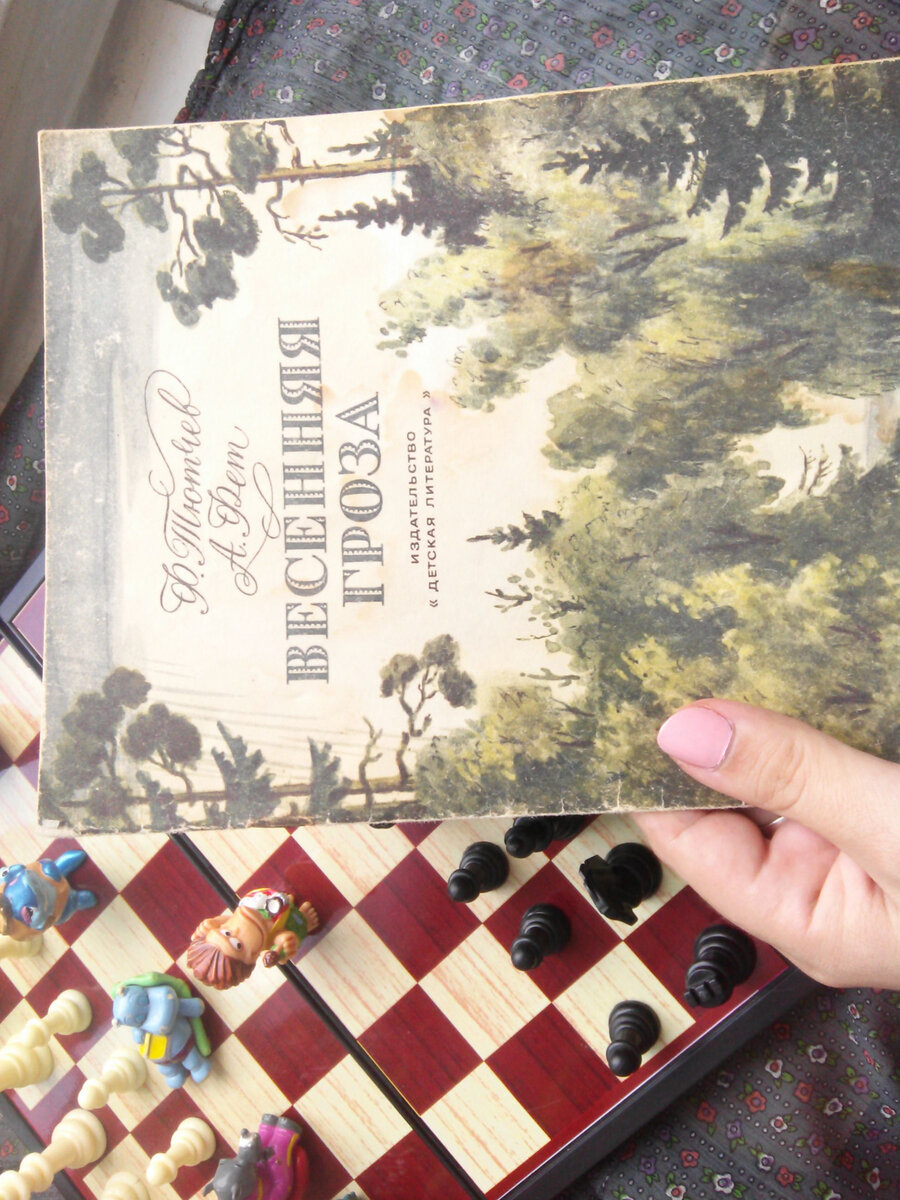 Ф. Тютчев
А. Фет
ВЕСЕННЯЯ
ГРОЗА
ИЗДАТЕЛЬСТВО
« ДЕТСКАЯ ЛИТЕРАТУРА »